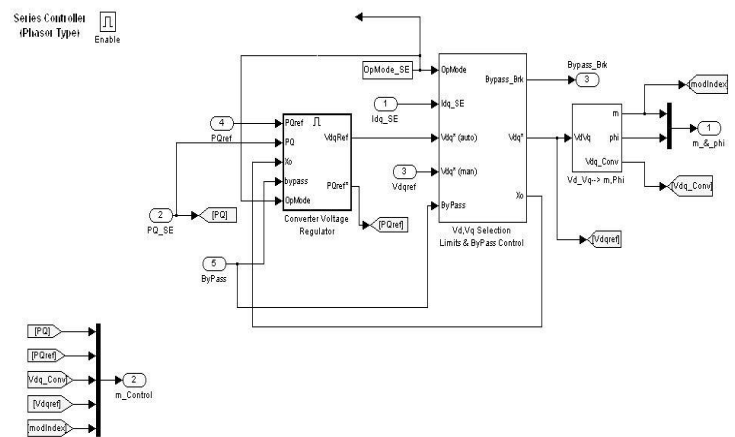 Series Controller
(Phasor Type)
Enable
OpMode_SE
1
Idq_SE
4
PQref
PQref
PQ
Xo
bypass
OpMode
VdqRef
PQref*
Converter Voltage
Regulator
2
PQ_SE
[PQ]
[PQref]
5
ByPass
3
Vdqref
OpMode
Idq_SE
Vdq* (auto)
Vdq* (man)
ByPass
Bypass_Brk
Vdq*
Xo
Vd,Vq Selection
Limits & ByPass Control
Bypass_Brk
3
VdVq
m
phi
Vdq_Conv
Vd_Vq--> m,Phi
[modIndex]
1
m_&_phi
[Vdq_Conv]
[Vdqref]
[PQ]
[PQref]
Vdq_Conv]
[Vdqref]
modIndex]
2
m_Control